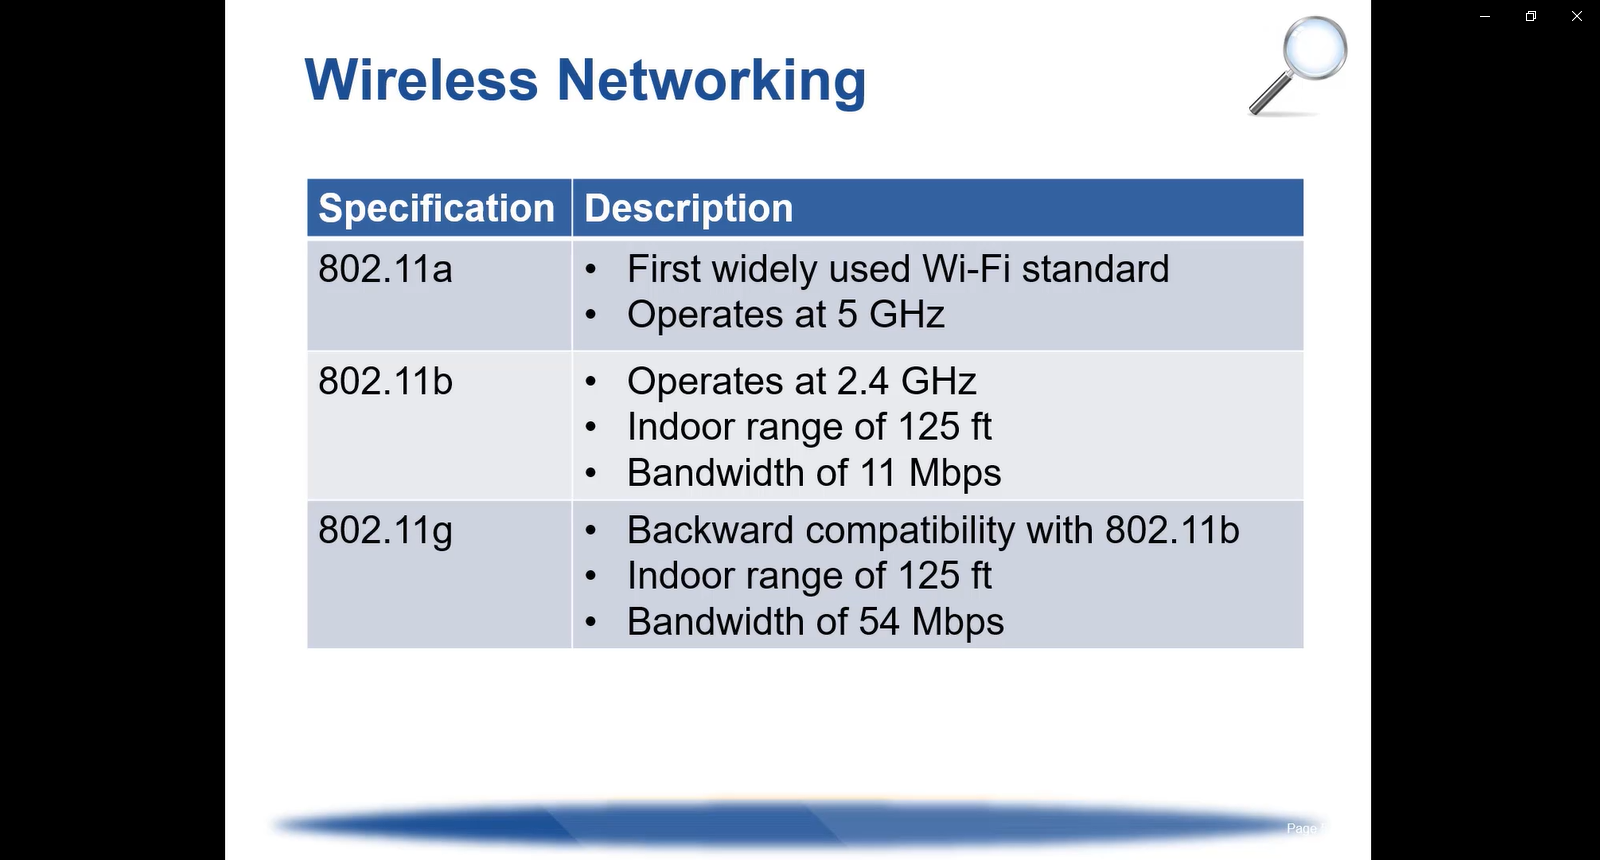 Wireless Networking
Specification Description
802.11a
• First widely used Wi-Fi standard
• Operates at 5 GHz
802.11b
• Operates at 2.4 GHz
• Indoor range of 125 ft
• Bandwidth of 11 Mbps
802.11g
• Backward compatibility with 802.11b
• Indoor range of 125 ft
• Bandwidth of 54 Mbps
Page